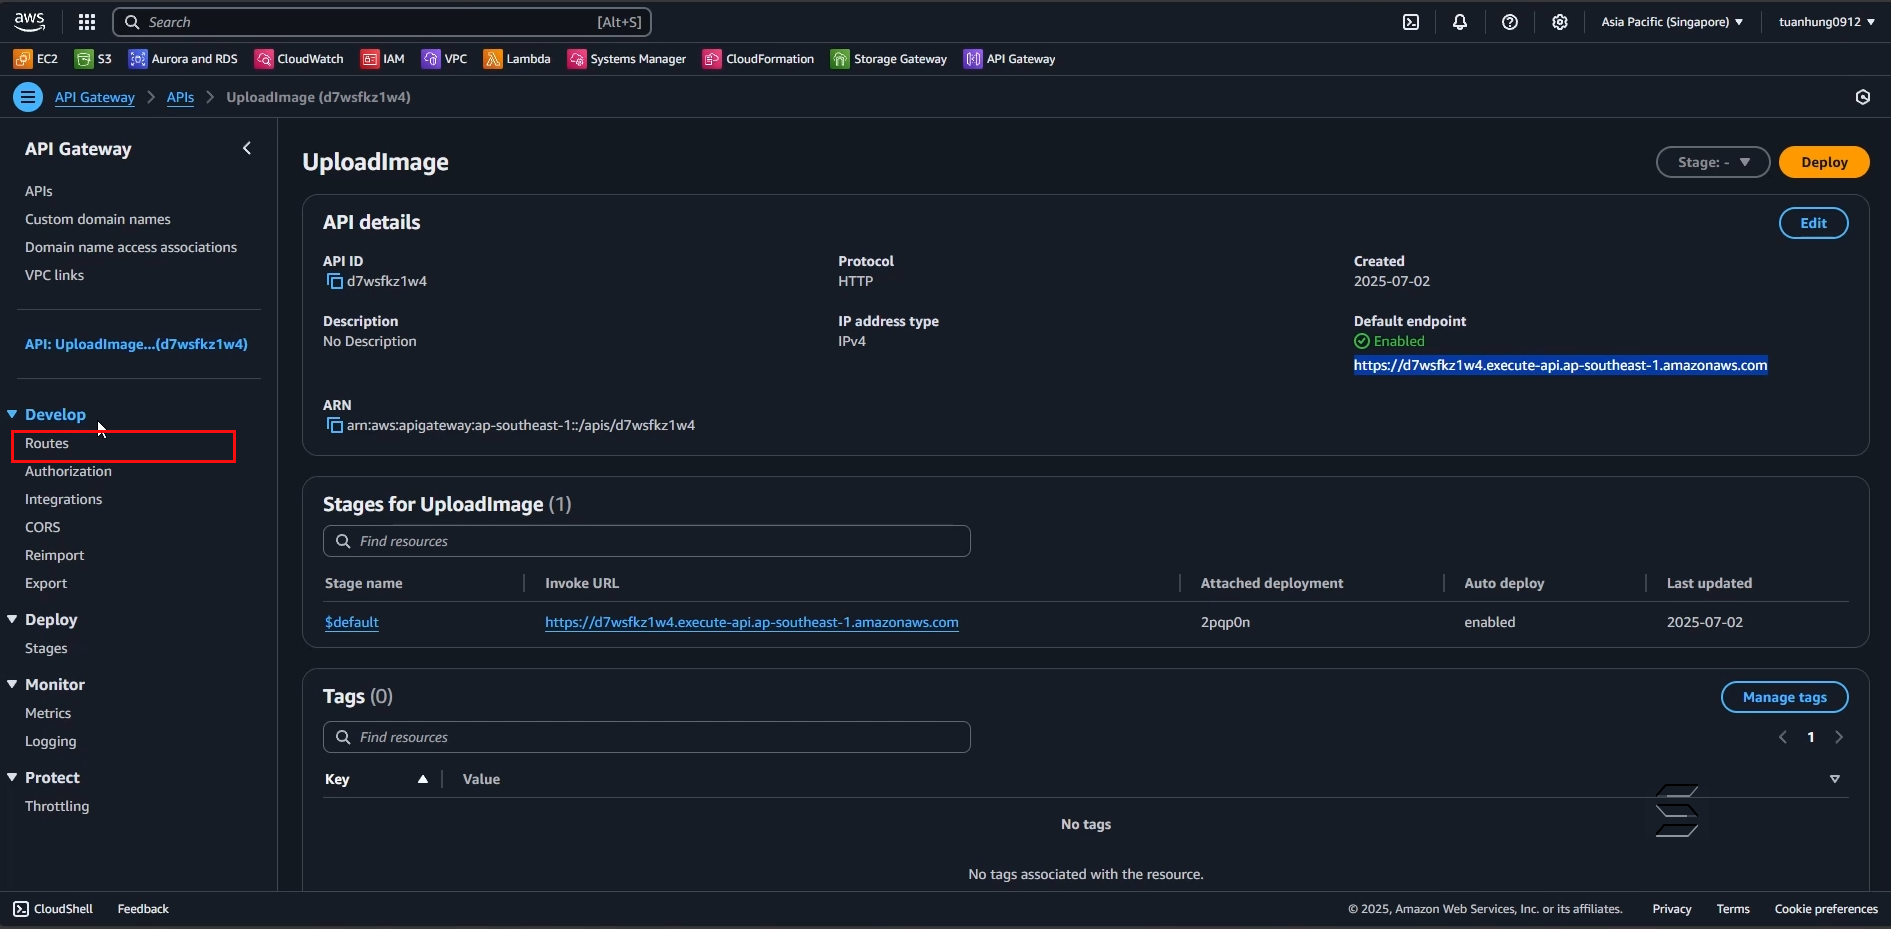 aws
Search [Alt+S]
Asia Pacific (Singapore) tuanhung0912
EC2 S3 Aurora and RDS CloudWatch IAM VPC Lambda Systems Manager CloudFormation Storage Gateway API Gateway
API Gateway APIs UploadImage (d7wsfkz1w4)
API Gateway
APIs
Custom domain names
Domain name access associations
VPC links
API: UploadImage...(d7wsfkz1w4)
Develop
Routes
Authorization
Integrations
CORS
Reimport
Export
Deploy
Stages
Monitor
Metrics
Logging
Protect
Throttling
UploadImage
Stage: - Deploy
API details
Edit
API ID
d7wsfkz1w4
Protocol
HTTP
Created
2025-07-02
Description
No Description
IP address type
IPv4
Default endpoint
Enabled
https://d7wsfkz1w4.execute-api.ap-southeast-1.amazonaws.com
ARN
arn:aws:apigateway:ap-southeast-1::/apis/d7wsfkz1w4
Stages for UploadImage (1)
Find resources
Stage name Invoke URL Attached deployment Auto deploy Last updated
$default https://d7wsfkz1w4.execute-api.ap-southeast-1.amazonaws.com 2pqp0n enabled 2025-07-02
Tags (0)
Manage tags
Find resources
1
Key Value
No tags
No tags associated with the resource.
CloudShell Feedback
© 2025, Amazon Web Services, Inc. or its affiliates. Privacy Terms Cookie preferences